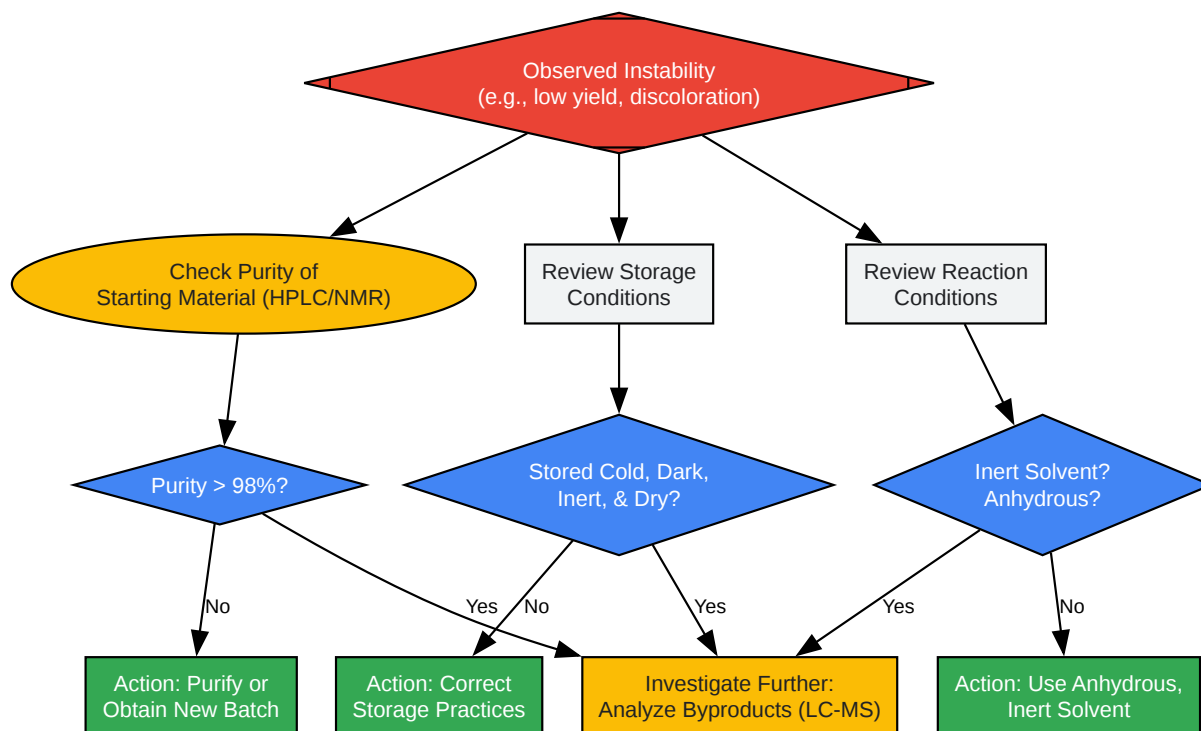 Observed Instability
(e.g., low yield, discoloration)
Check Purity of
Starting Material (HPLC/NMR)
Review Storage
Conditions
Review Reaction
Conditions
Purity > 98%?
Stored Cold, Dark,
Inert, & Dry?
Inert Solvent?
Anhydrous?
No
Yes
No
Yes
Yes
No
Action: Purify or
Obtain New Batch
Action: Correct
Storage Practices
Investigate Further:
Analyze Byproducts (LC-MS)
Action: Use Anhydrous,
Inert Solvent